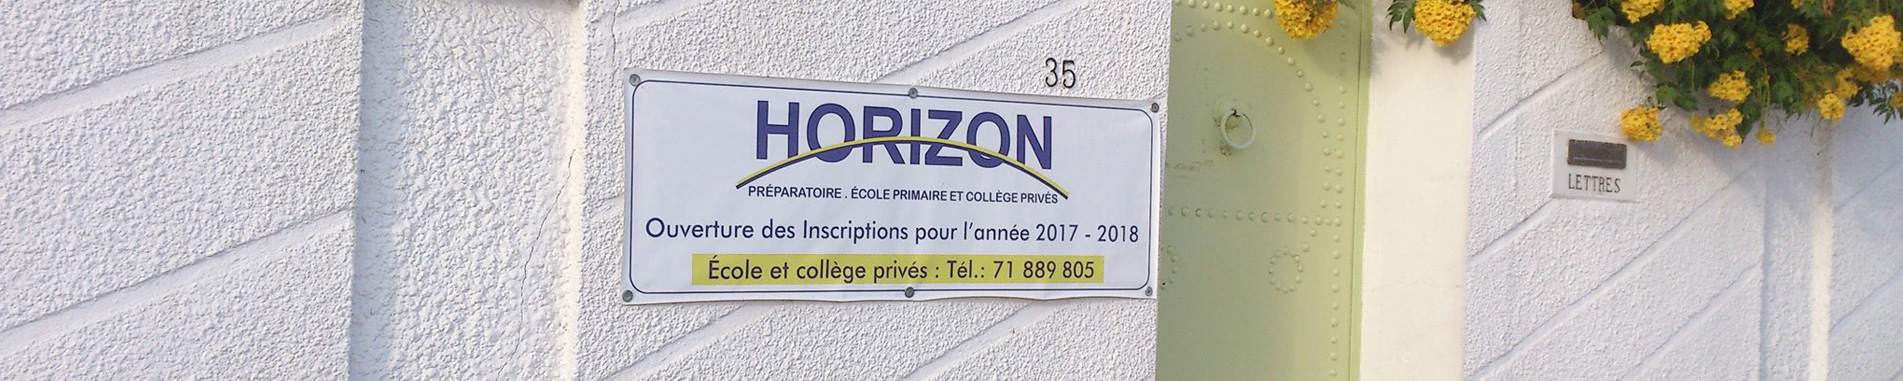 35
HORIZON
PRÉPARATOIRE . ÉCOLE PRIMAIRE ET COLLÈGE PRIVÉS
Ouverture des Inscriptions pour l'année 2017 - 2018
École et collège privés : Tél.: 71 889 805
LETTRES